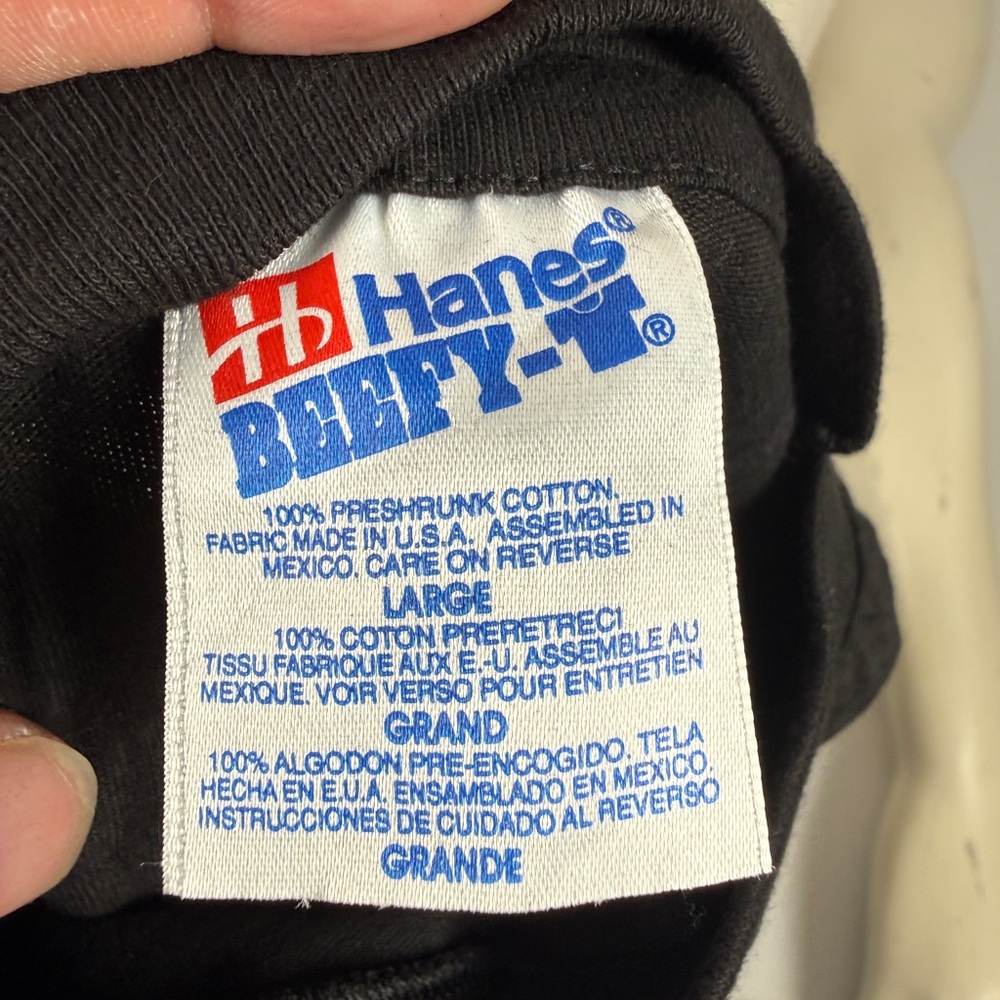 H Hanes®
BEEFY-T®
100% PRESHRUNK COTTON.
FABRIC MADE IN U.S.A. ASSEMBLED IN
MEXICO. CARE ON REVERSE
LARGE
100% COTON PRERETRECI
TISSU FABRIQUE AUX E.-U. ASSEMBLE AU
MEXIQUE. VOIR VERSO POUR ENTRETIEN
GRAND
100% ALGODON PRE-ENCOGIDO. TELA
HECHA EN E.U.A. ENSAMBLADO EN MEXICO.
INSTRUCCIONES DE CUIDADO AL REVERSO
GRANDE